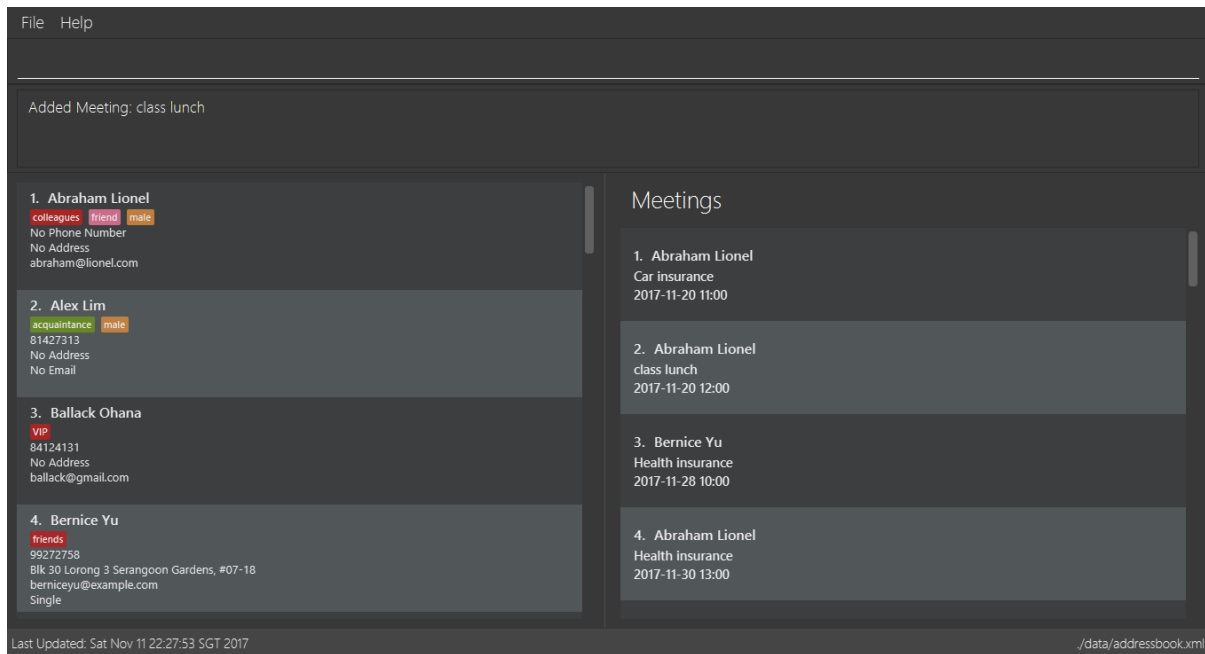 File Help
Added Meeting: class lunch
1. Abraham Lionel
colleagues friend male
No Phone Number
No Address
abraham@lionel.com
2. Alex Lim
acquaintance male
81427313
No Address
No Email
3. Ballack Ohana
VIP
84124131
No Address
ballack@gmail.com
4. Bernice Yu
friends
99272758
Blk 30 Lorong 3 Serangoon Gardens, #07-18
berniceyu@example.com
Single
Meetings
1. Abraham Lionel
Car insurance
2017-11-20 11:00
2. Abraham Lionel
class lunch
2017-11-20 12:00
3. Bernice Yu
Health insurance
2017-11-28 10:00
4. Abraham Lionel
Health insurance
2017-11-30 13:00
Last Updated: Sat Nov 11 22:27:53 SGT 2017
./data/addressbook.xml